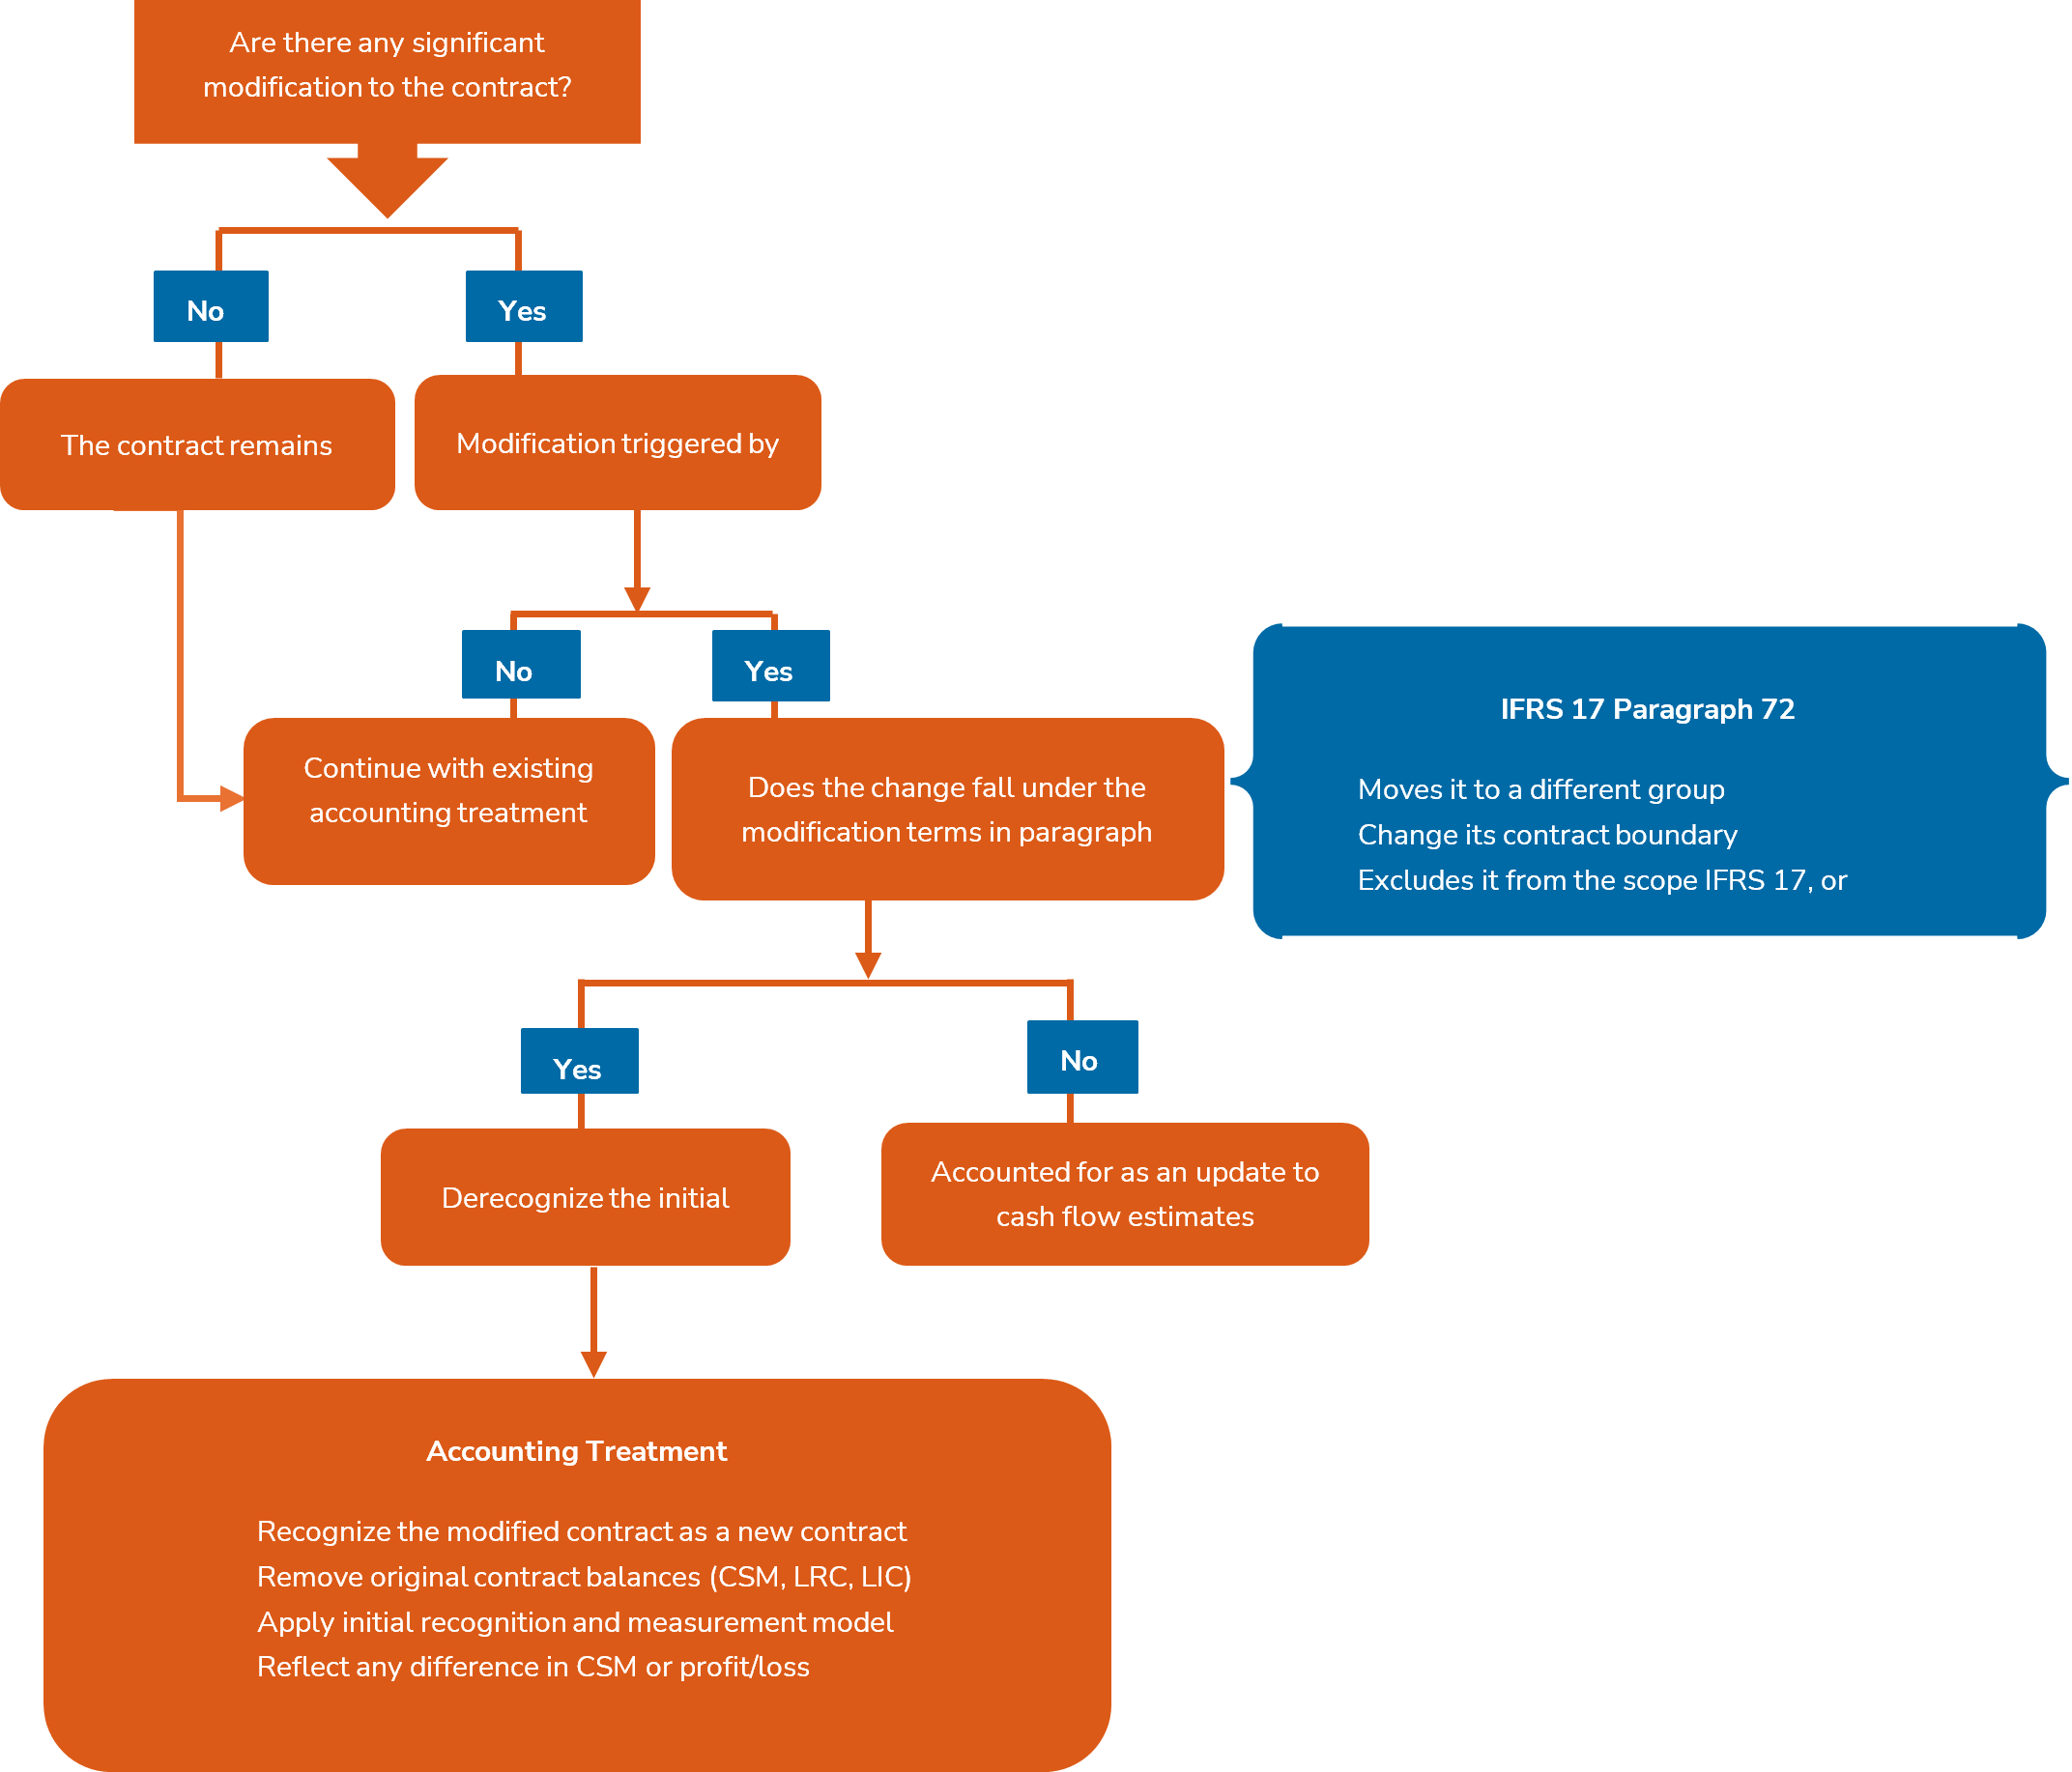 Are there any significant
modification to the contract?
No
Yes
The contract remains
Modification triggered by
No
Yes
Continue with existing
accounting treatment
Does the change fall under the
modification terms in paragraph
IFRS 17 Paragraph 72
Moves it to a different group
Change its contract boundary
Excludes it from the scope IFRS 17, or
Yes
No
Derecognize the initial
Accounted for as an update to
cash flow estimates
Accounting Treatment
Recognize the modified contract as a new contract
Remove original contract balances (CSM, LRC, LIC)
Apply initial recognition and measurement model
Reflect any difference in CSM or profit/loss